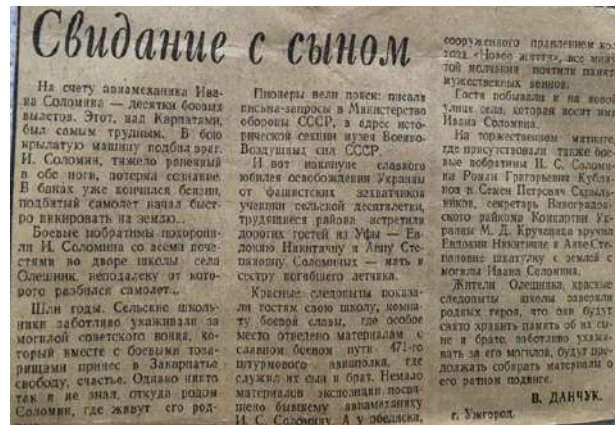 Свидание с сыном
На счету авиамеханика Ива-
на Соломина — десятки боевых
вылетов. Этот, над Карпатами,
был самым трудным. В бою
крылатую машину подбил враг.
И. Соломин, тяжело раненный
в обе ноги, потерял сознание.
В баках уже кончился бензин,
подбитый самолет начал быст-
ро пикировать на землю...
Боевые побратимы похорони-
ли И. Соломина со всеми поче-
стями во дворе школы села
Олешник, неподалеку от кото-
рого разбился самолет...
Шли годы. Сельские школь-
ники заботливо ухаживали за
могилой советского воина, ко-
торый вместе с боевыми това-
рищами принес в Закарпатье
свободу, счастье. Однако никто
так и не знал, откуда родом
Соломин, где живут его род-
Пионеры вели поиск: писали
письма-запросы в Министерство
обороны СССР, в адрес исто-
рической секции музея Военно-
Воздушных сил СССР.
И вот накануне славного
юбилея освобождения Украины
от фашистских захватчиков
ученики сельской десятилетки,
трудящиеся района встретили
дорогих гостей из Уфы — Ев-
докию Никитичну и Анну Сте-
пановну Соломиных — мать и
сестру погибшего летчика.
Красные следопыты показа-
ли гостям свою школу, комна-
ту боевой славы, где особое
место отведено материалам о
славном боевом пути 471-го
штурмового авиаполка, где
служил их сын и брат. Немало
материалов экспозиции посвя-
щено бывшему авиамеханику
И. С. Соломину. А у обелиска,
сооруженного правлением кол-
хоза «Новое життя», все мину-
той молчания почтили память
мужественных воинов.
Гости побывали и на новой
улице села, которая носит имя
Ивана Соломина.
На торжественном митинге,
где присутствовали также бое-
вые побратимы И. С. Соломи-
на Роман Григорьевич Кубла-
нов и Семен Петрович
секретарь Виноградов-
ского райкома Компартии Ук-
раины М. Д. вручил
Евдокии Никитичне и Анне Сте-
пановне шкатулку с землей с
могилы Ивана Соломина.
Жители Олешника, красные
следопыты школы заверили
родных героя, что они будут
свято хранить память об их сы-
не и брате, заботливо ухажи-
вать за его могилой, будут про-
должать собирать материалы о
его ратном подвиге.
В. ДАНЧУК.
г. Ужгород.